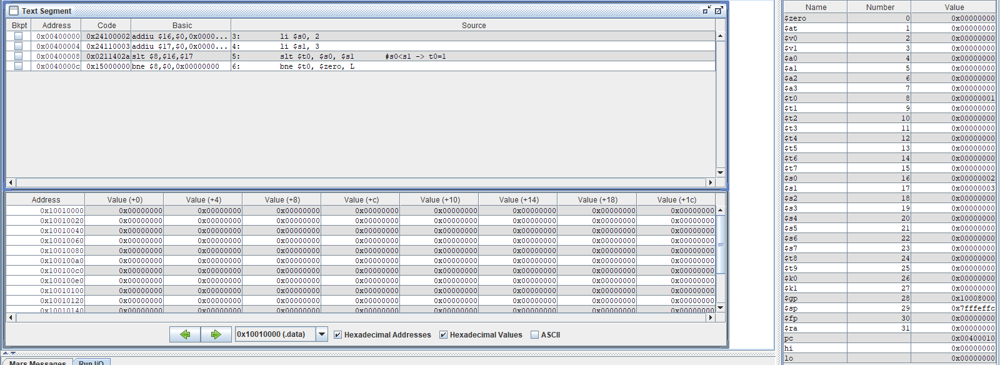 Text Segment
Bkpt Address Code Basic Source
0x00400000 0x24100002 addiu $16,$0,0x0000... 3: li $s0, 2
0x00400004 0x24110003 addiu $17,$0,0x0000... 4: li $s1, 3
0x00400008 0x0211402a slt $8,$16,$17 5: slt $t0, $s0, $s1 #s0<s1 -> t0=1
0x0040000c 0x15000000 bne $8,$0,0x00000000 6: bne $t0, $zero, L
Address Value (+0) Value (+4) Value (+8) Value (+c) Value (+10) Value (+14) Value (+18) Value (+1c)
0x10010000 0x00000000 0x00000000 0x00000000 0x00000000 0x00000000 0x00000000 0x00000000 0x00000000
0x10010020 0x00000000 0x00000000 0x00000000 0x00000000 0x00000000 0x00000000 0x00000000 0x00000000
0x10010040 0x00000000 0x00000000 0x00000000 0x00000000 0x00000000 0x00000000 0x00000000 0x00000000
0x10010060 0x00000000 0x00000000 0x00000000 0x00000000 0x00000000 0x00000000 0x00000000 0x00000000
0x10010080 0x00000000 0x00000000 0x00000000 0x00000000 0x00000000 0x00000000 0x00000000 0x00000000
0x100100a0 0x00000000 0x00000000 0x00000000 0x00000000 0x00000000 0x00000000 0x00000000 0x00000000
0x100100c0 0x00000000 0x00000000 0x00000000 0x00000000 0x00000000 0x00000000 0x00000000 0x00000000
0x100100e0 0x00000000 0x00000000 0x00000000 0x00000000 0x00000000 0x00000000 0x00000000 0x00000000
0x10010100 0x00000000 0x00000000 0x00000000 0x00000000 0x00000000 0x00000000 0x00000000 0x00000000
0x10010120 0x00000000 0x00000000 0x00000000 0x00000000 0x00000000 0x00000000 0x00000000 0x00000000
0x10010140 0x00000000 0x00000000 0x00000000 0x00000000 0x00000000 0x00000000 0x00000000 0x00000000
0x10010000 (.data) Hexadecimal Addresses Hexadecimal Values ASCII
Mars Messages Run I/O
Name Number Value
$zero 0 0x00000000
$at 1 0x00000000
$v0 2 0x00000000
$v1 3 0x00000000
$a0 4 0x00000000
$a1 5 0x00000000
$a2 6 0x00000000
$a3 7 0x00000000
$t0 8 0x00000001
$t1 9 0x00000000
$t2 10 0x00000000
$t3 11 0x00000000
$t4 12 0x00000000
$t5 13 0x00000000
$t6 14 0x00000000
$t7 15 0x00000000
$s0 16 0x00000002
$s1 17 0x00000003
$s2 18 0x00000000
$s3 19 0x00000000
$s4 20 0x00000000
$s5 21 0x00000000
$s6 22 0x00000000
$s7 23 0x00000000
$t8 24 0x00000000
$t9 25 0x00000000
$k0 26 0x00000000
$k1 27 0x00000000
$gp 28 0x10008000
$sp 29 0x7fffeffc
$fp 30 0x00000000
$ra 31 0x00000000
pc 0x00400010
hi 0x00000000
lo 0x00000000